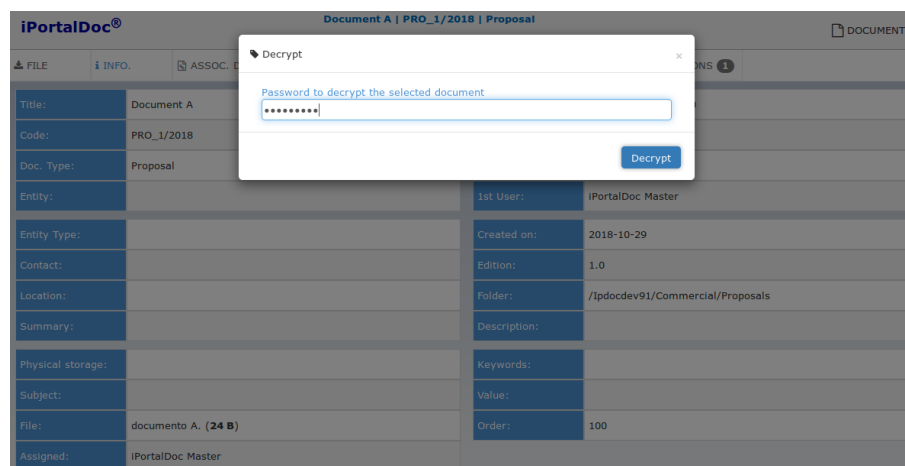 iPortalDoc®
Document A | PRO_1/2018 | Proposal
DOCUMENT
Decrypt
×
FILE
INFO.
ASSOC.
1
Password to decrypt the selected document
•••••••••
Decrypt
Title: Document A
Code: PRO_1/2018
Doc. Type: Proposal
Entity:
1st User: iPortalDoc Master
Entity Type:
Created on: 2018-10-29
Contact:
Edition: 1.0
Location:
Folder: /Ipdocdev91/Commercial/Proposals
Summary:
Description:
Physical storage:
Keywords:
Subject:
Value:
File: documento A. (24 B)
Order: 100
Assigned: iPortalDoc Master